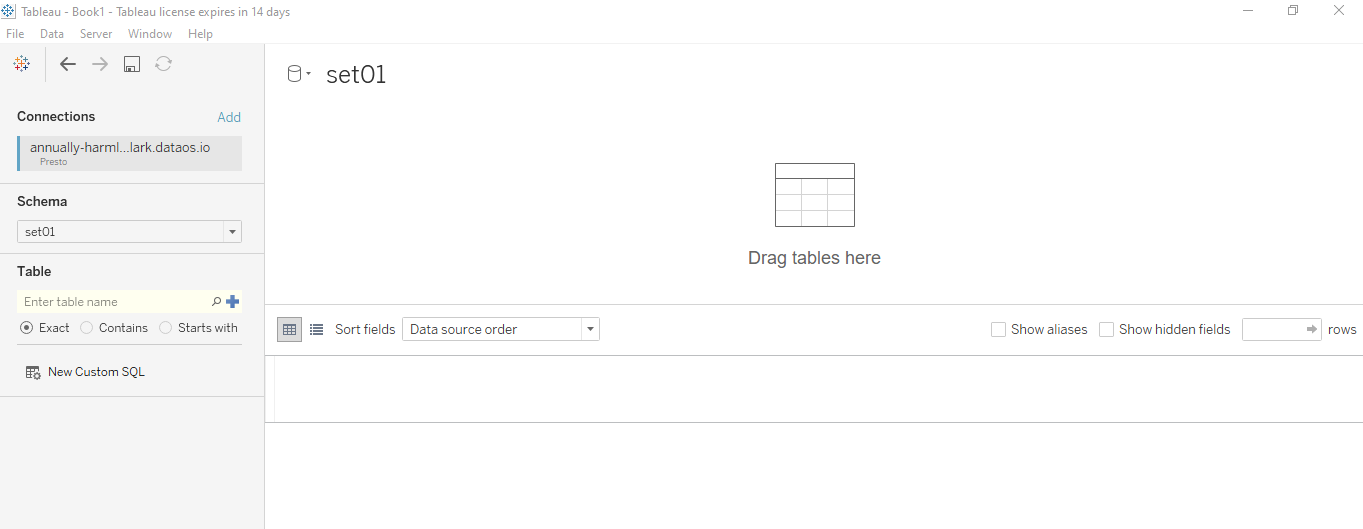 Tableau - Book1 - Tableau license expires in 14 days
File Data Server Window Help
set01
Connections Add
annually-harml...lark.dataos.io
Presto
Schema
set01
Table
Enter table name
Exact Contains Starts with
New Custom SQL
Drag tables here
Sort fields Data source order Show aliases Show hidden fields rows